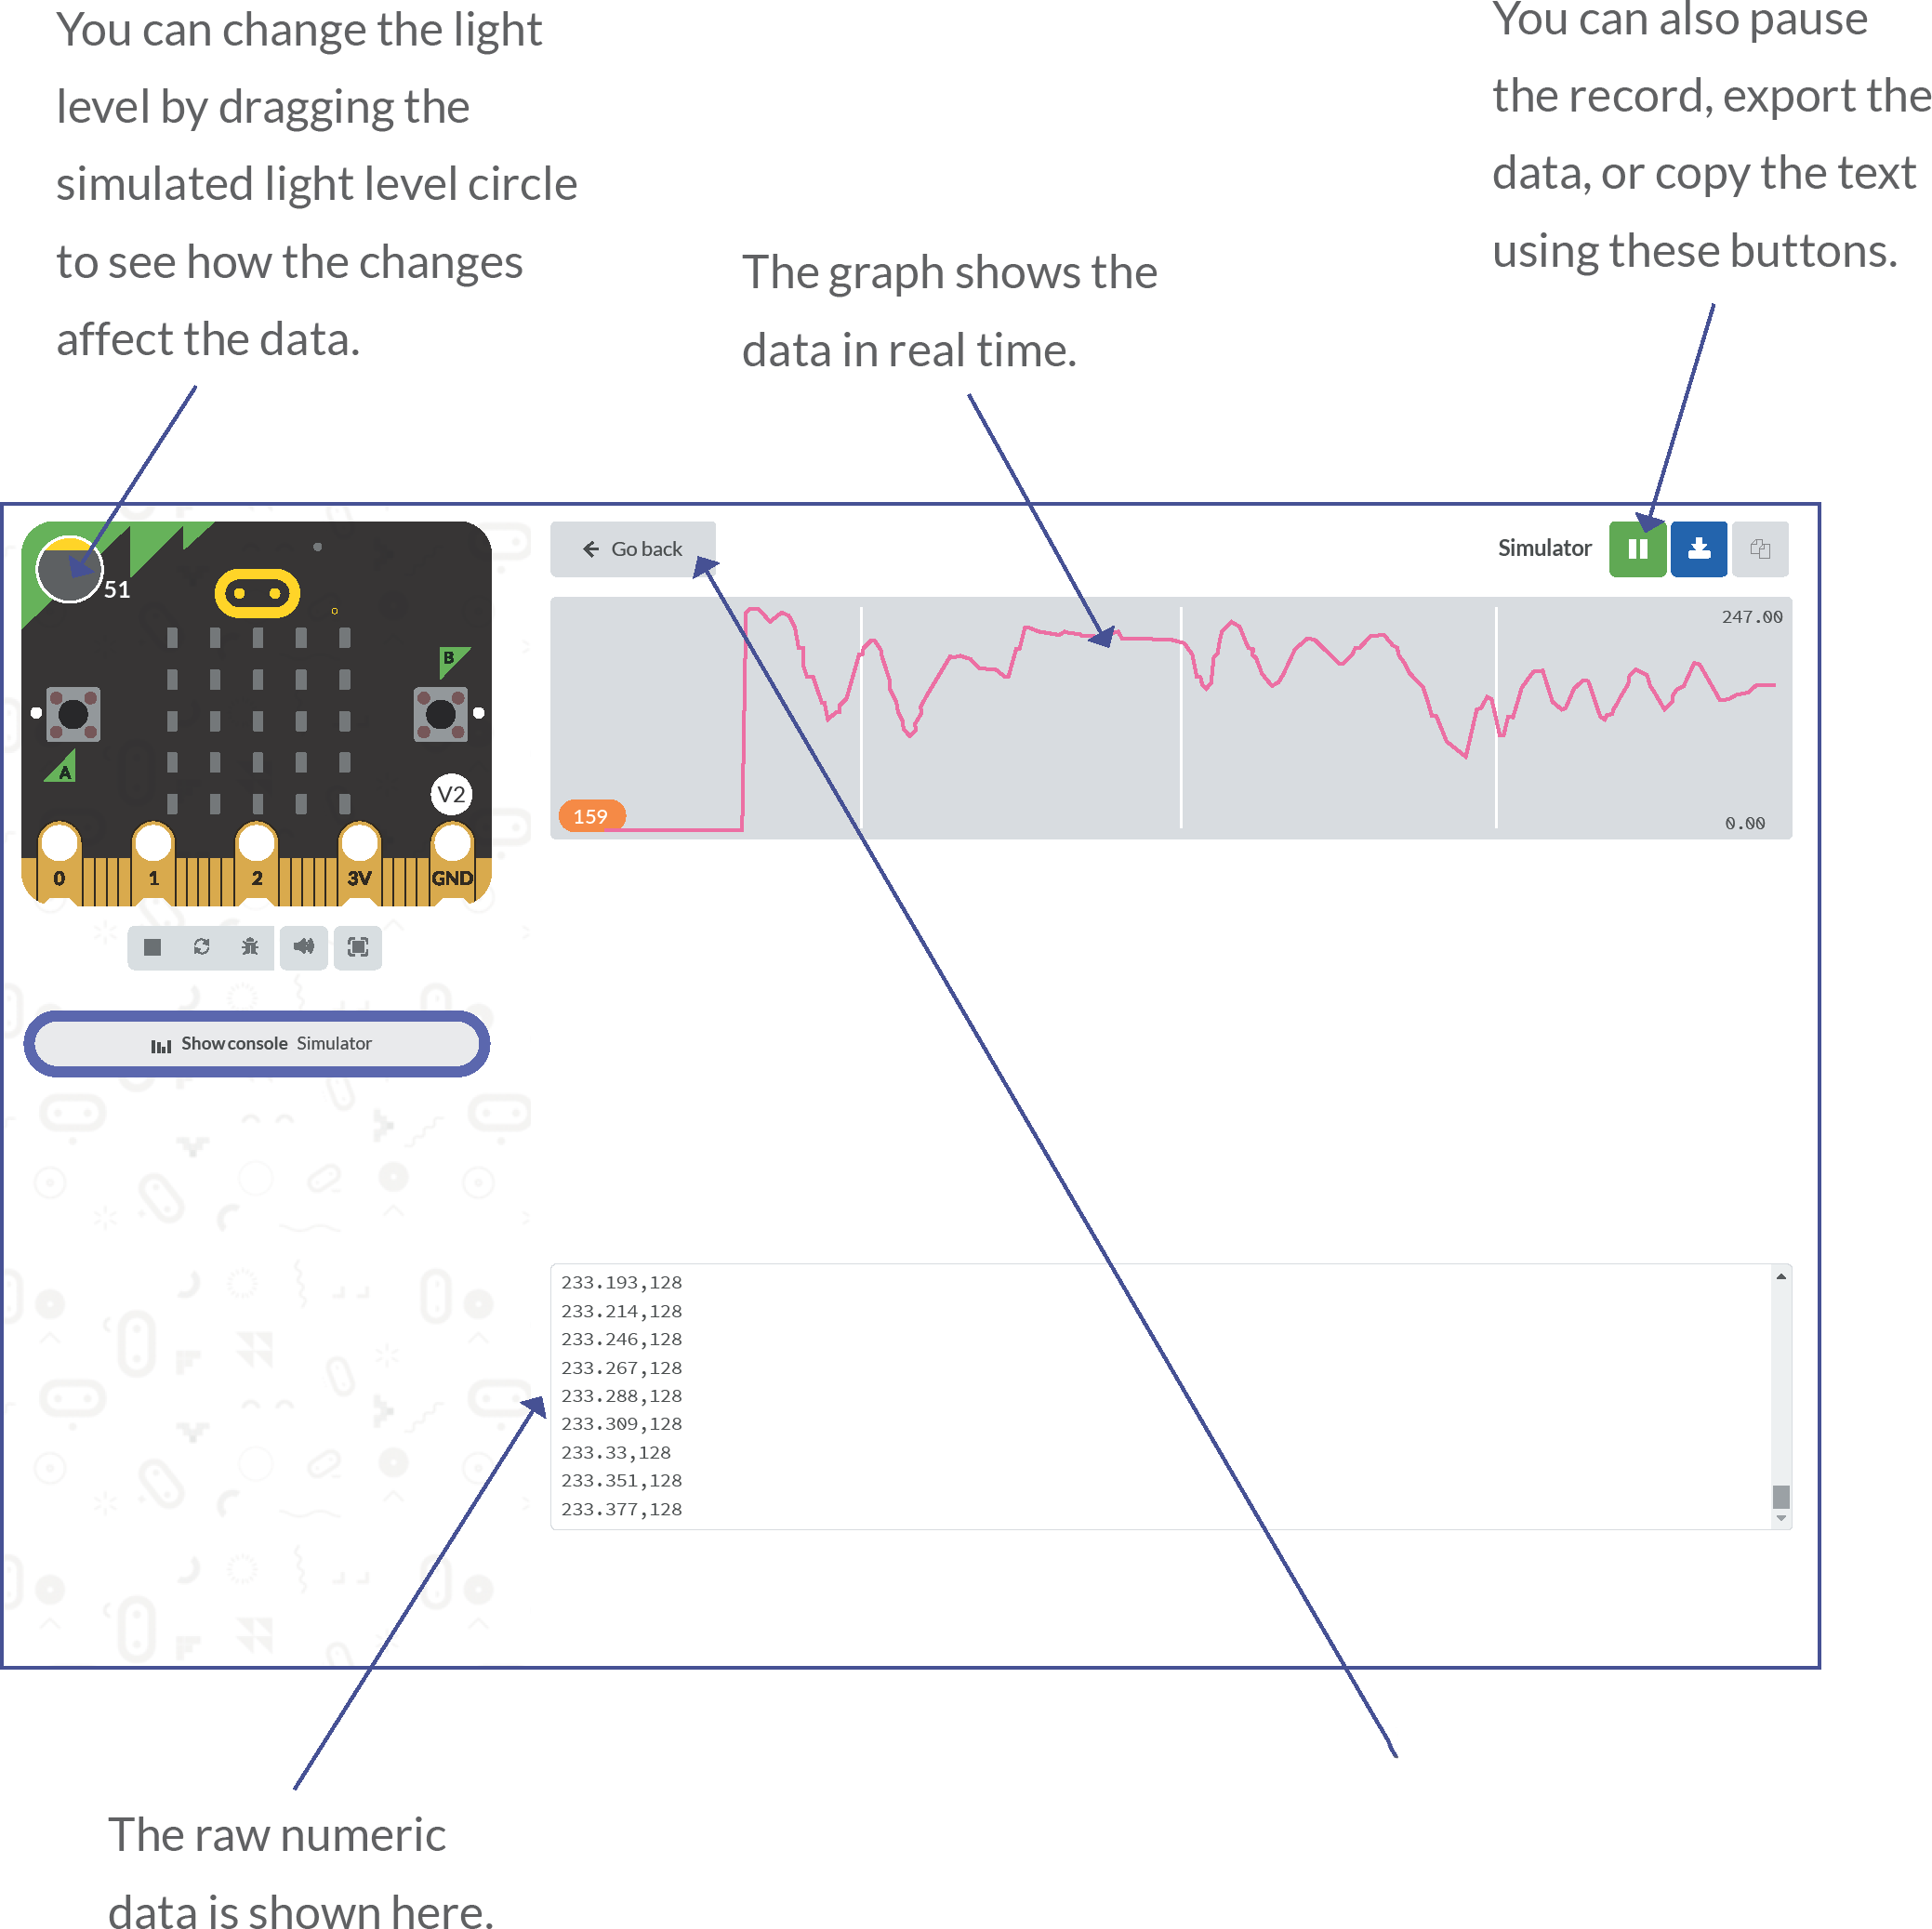 You can change the light
level by dragging the
simulated light level circle
to see how the changes
affect the data.
You can also pause
the record, export the
data, or copy the text
using these buttons.
The graph shows the
data in real time.
51
B
A
V2
0 1 2 3V GND
Show console Simulator
Go back
Simulator
247.00
159
0.00
233.193,128
233.214,128
233.246,128
233.267,128
233.288,128
233.309,128
233.33,128
233.351,128
233.377,128
The raw numeric
data is shown here.